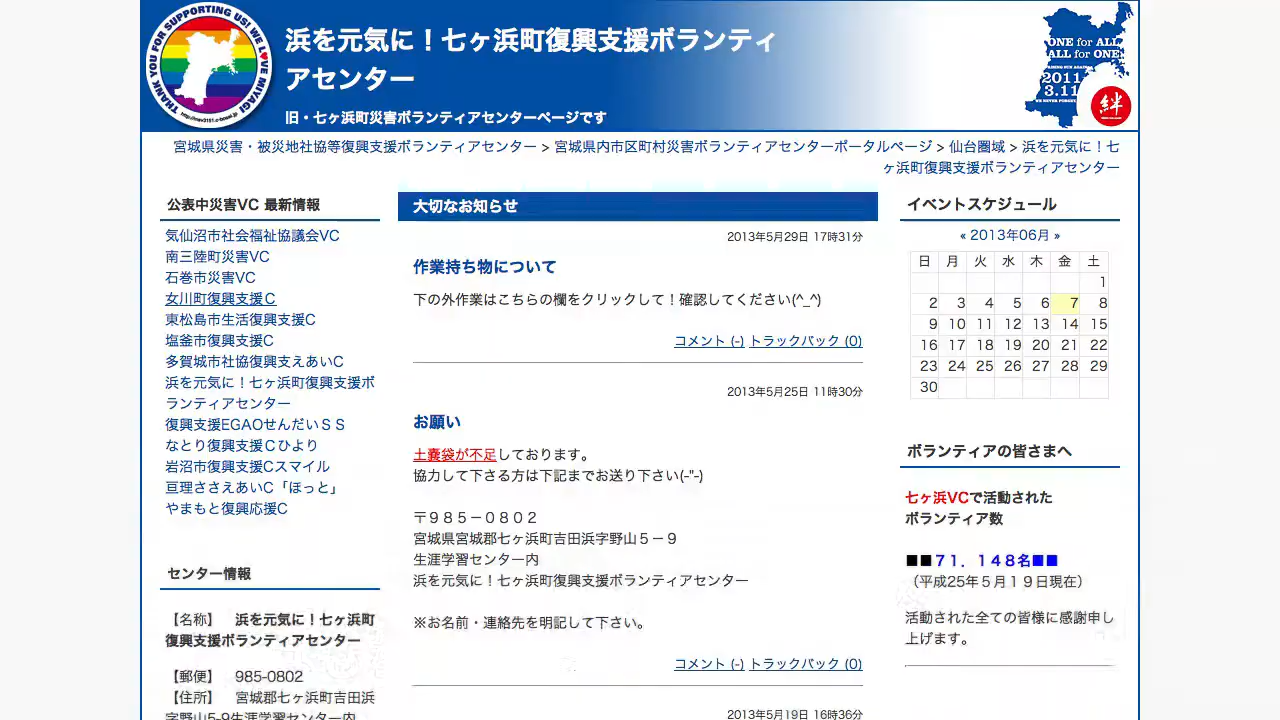 THANK YOU FOR SUPPORTING US! WE LOVE MIYAGI
浜を元気に！七ヶ浜町復興支援ボランティ
アセンター
旧・七ヶ浜町災害ボランティアセンターページです
ONE for ALL
ALL for ONE
2011
3.11
絆
宮城県災害・被災地社協等復興支援ボランティアセンター > 宮城県内市区町村災害ボランティアセンターポータルページ > 仙台圏域 > 浜を元気に！七
ヶ浜町復興支援ボランティアセンター
公表中災害VC 最新情報
気仙沼市社会福祉協議会VC
南三陸町災害VC
石巻市災害VC
女川町復興支援Ｃ
東松島市生活復興支援C
塩釜市復興支援C
多賀城市社協復興支えあいC
浜を元気に！七ヶ浜町復興支援ボ
ランティアセンター
復興支援EGAOせんだいＳＳ
なとり復興支援Ｃひより
岩沼市復興支援Cスマイル
亘理ささえあいC「ほっと」
やまもと復興応援C
センター情報
【名称】　浜を元気に！七ヶ浜町
復興支援ボランティアセンター
【郵便】　985-0802
【住所】　宮城郡七ヶ浜町吉田浜
字野山5-9生涯学習センター内
大切なお知らせ
2013年5月29日 17時31分
作業持ち物について
下の外作業はこちらの欄をクリックして！確認してください(^_^)
コメント (-) トラックバック (0)
2013年5月25日 11時30分
お願い
土嚢袋が不足しております。
協力して下さる方は下記までお送り下さい(-"-)
〒９８５－０８０２
宮城県宮城郡七ヶ浜町吉田浜字野山５－９
生涯学習センター内
浜を元気に！七ヶ浜町復興支援ボランティアセンター
※お名前・連絡先を明記して下さい。
コメント (-) トラックバック (0)
2013年5月19日 16時36分
イベントスケジュール
« 2013年06月 »
日 月 火 水 木 金 土
1
2 3 4 5 6 7 8
9 10 11 12 13 14 15
16 17 18 19 20 21 22
23 24 25 26 27 28 29
30
ボランティアの皆さまへ
七ヶ浜VCで活動された
ボランティア数
■■７１．１４８名■■
（平成25年５月１９日現在）
活動された全ての皆様に感謝申し
上げます。